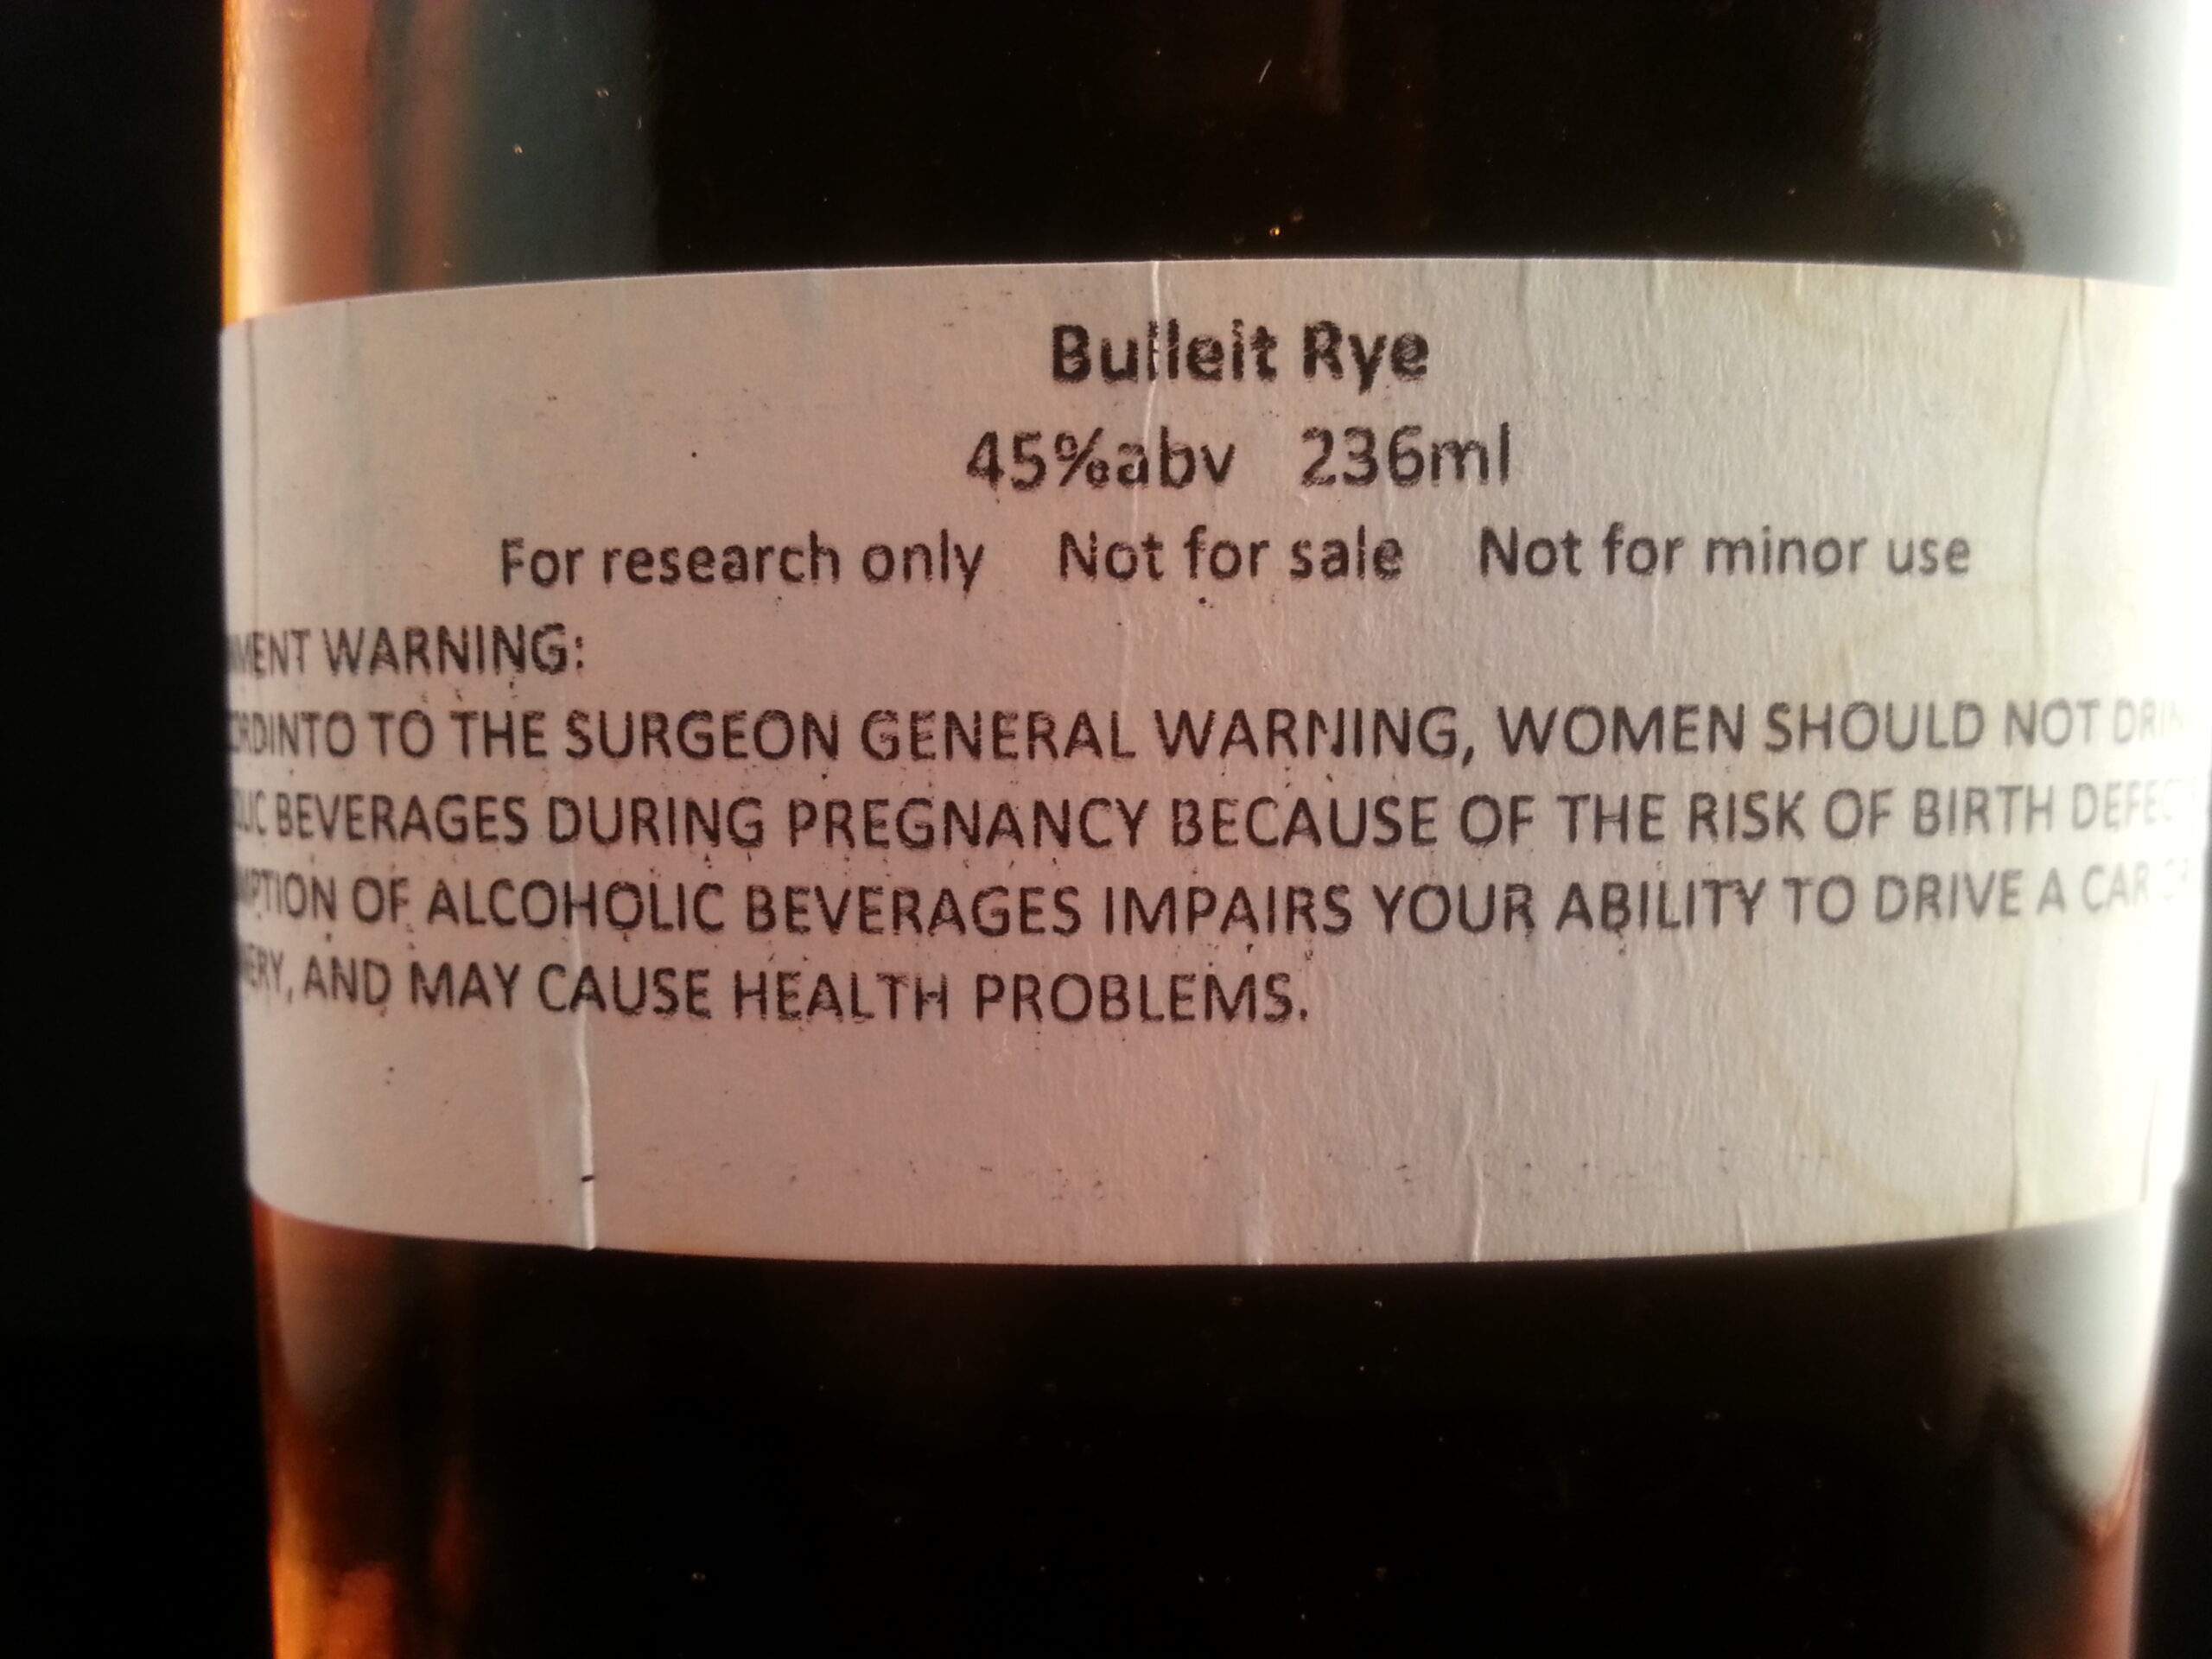 Bulleit Rye
45%abv 236ml
For research only Not for sale Not for minor use
WARNING:
TO THE SURGEON GENERAL WARNING, WOMEN SHOULD NOT
BEVERAGES DURING PREGNANCY BECAUSE OF THE RISK OF BIRTH
OF ALCOHOLIC BEVERAGES IMPAIRS YOUR ABILITY TO DRIVE A CAR
AND MAY CAUSE HEALTH PROBLEMS.